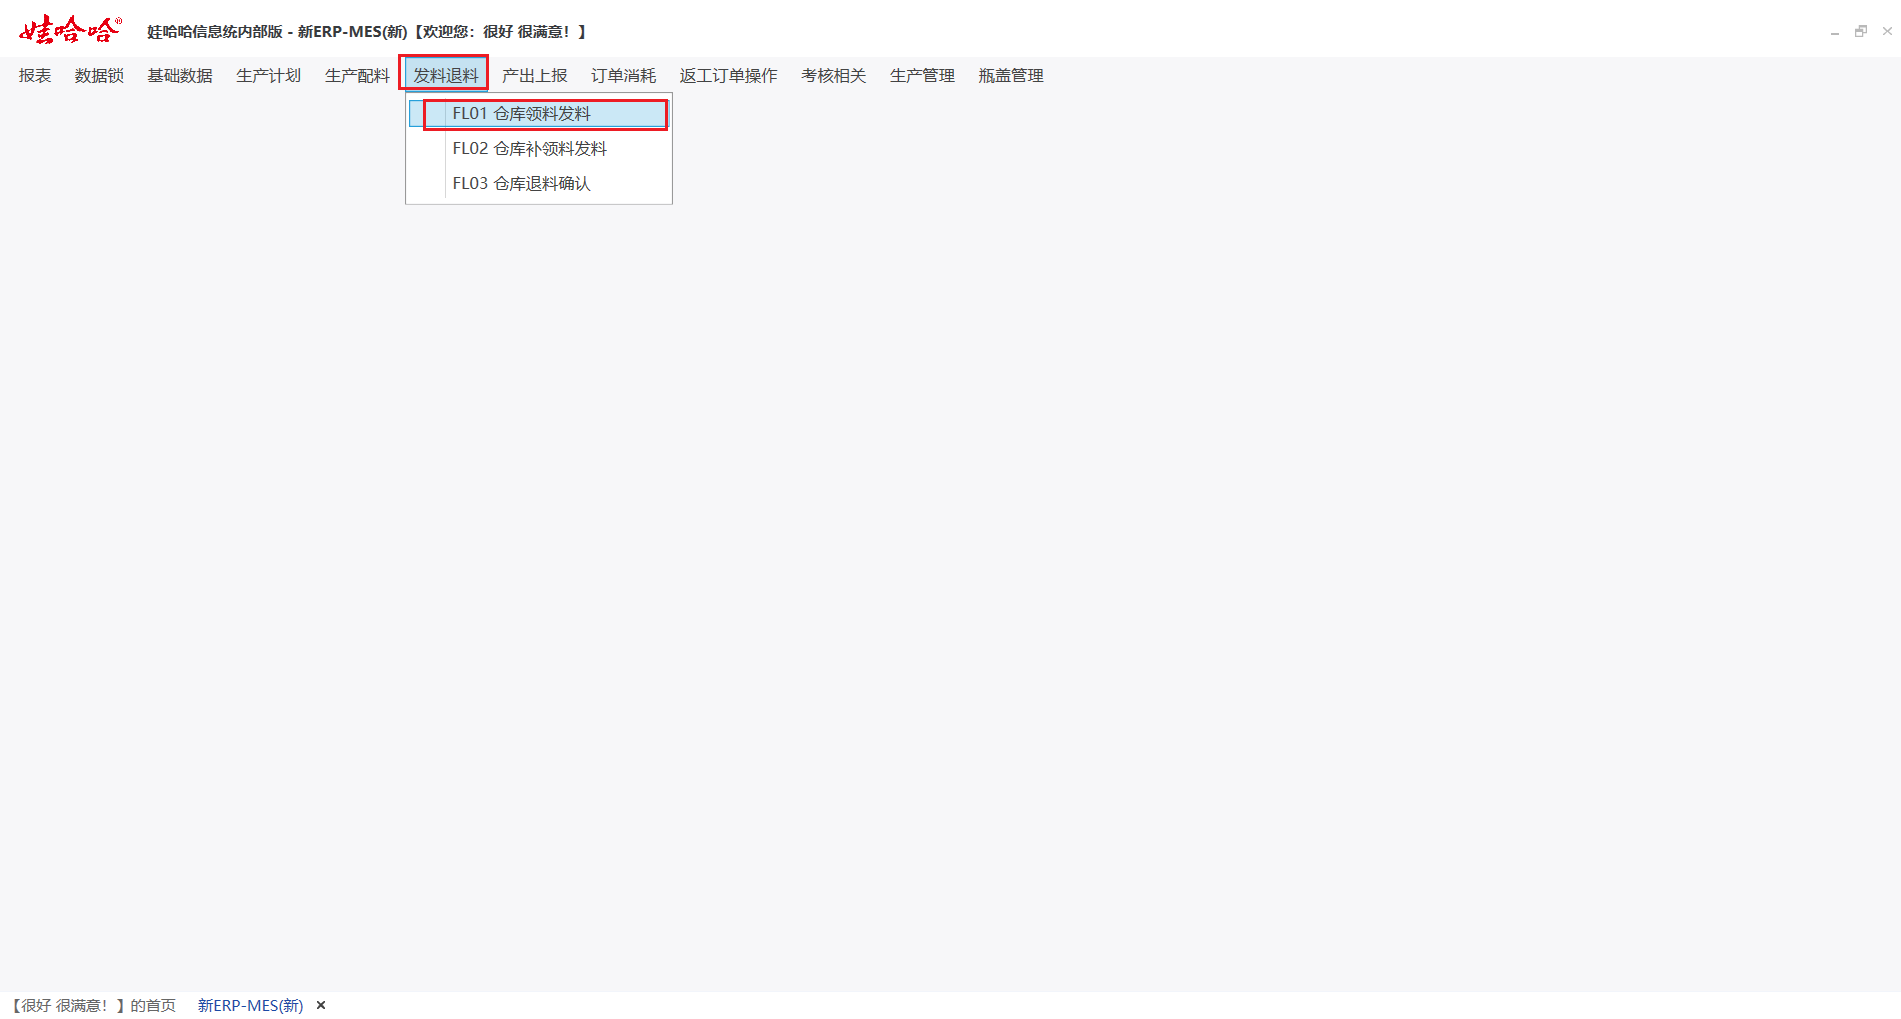 娃哈哈®
娃哈哈信息统内部版 - 新ERP-MES(新)【欢迎您：很好 很满意！】
报表 数据锁 基础数据 生产计划 生产配料 发料退料 产出上报 订单消耗 返工订单操作 考核相关 生产管理 瓶盖管理
FL01 仓库领料发料
FL02 仓库补领料发料
FL03 仓库退料确认
【很好 很满意！】的首页 新ERP-MES(新) ×